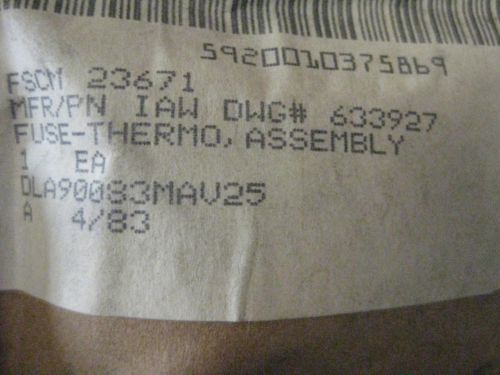 5920010375869
FSCM 23671
MFR/PN IAW DWG# 633927
FUSE-THERMO, ASSEMBLY
1 EA
DLA90083MAV25
A 4/83